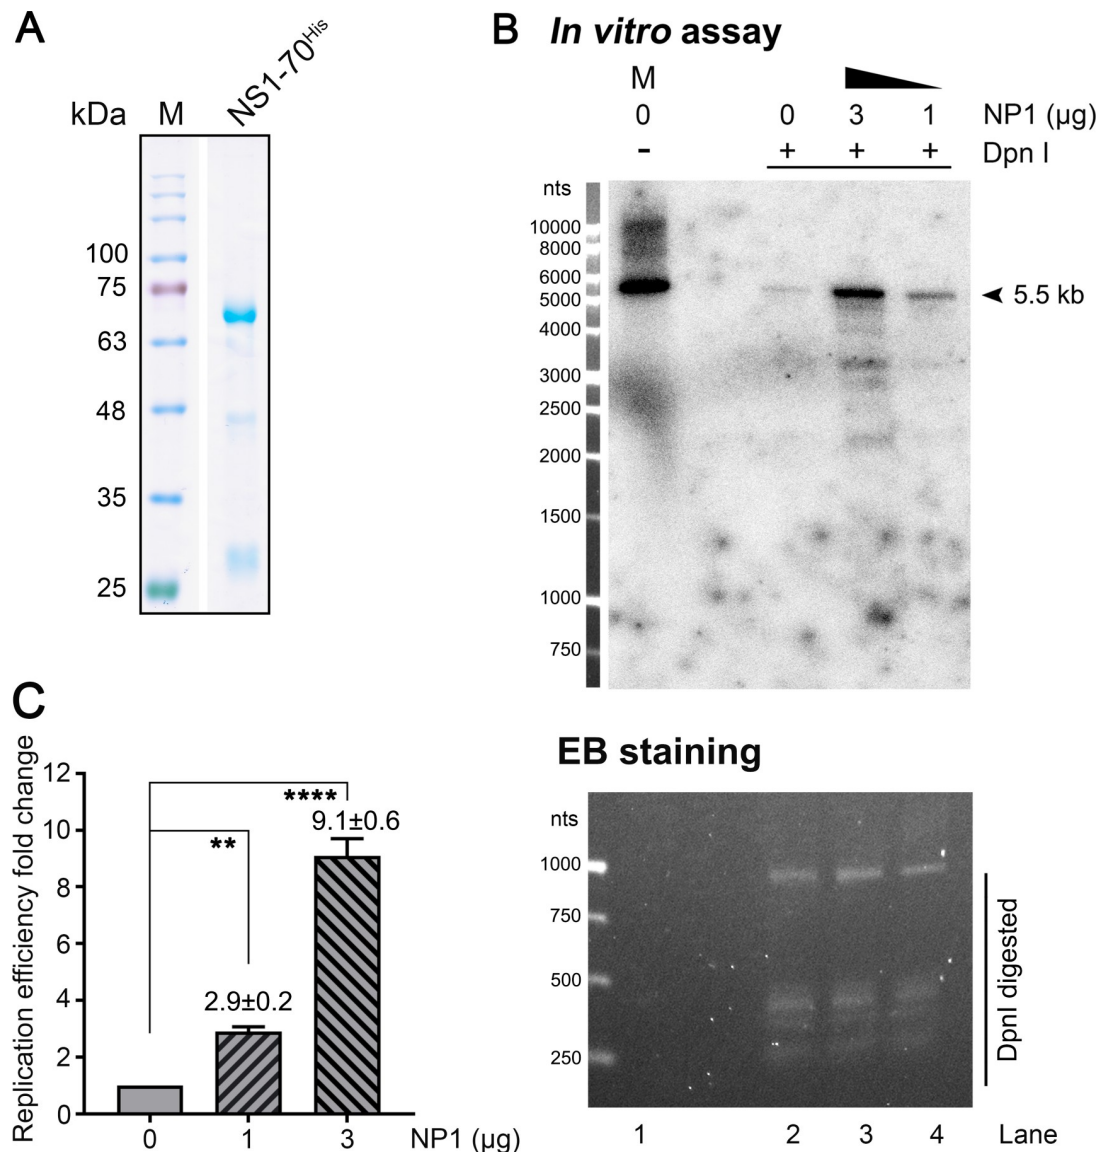 A
kDa M NS1-70His
100
75
63
48
35
25
B In vitro assay
M
0 0 3 1 NP1 (µg)
- + + + Dpn I
nts
10000
8000
6000
5000
4000
3000
2500
2000
1500
1000
750
5.5 kb
C
Replication efficiency fold change
12
10
8
6
4
2
0
****
9.1±0.6
**
2.9±0.2
0 1 3 NP1 (µg)
EB staining
nts
1000
750
500
250
DpnI digested
1 2 3 4 Lane